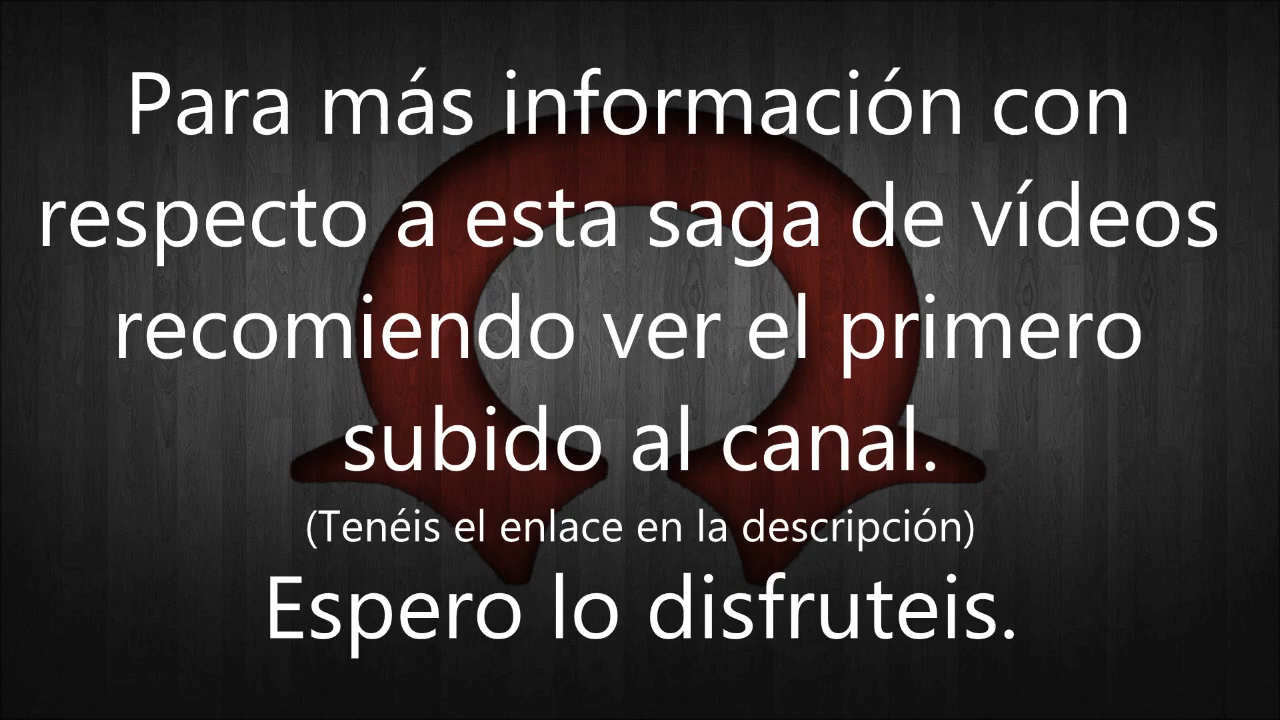 Para más información con
respecto a esta saga de vídeos
recomiendo ver el primero
subido al canal.
(Tenéis el enlace en la descripción)
Espero lo disfruteis.